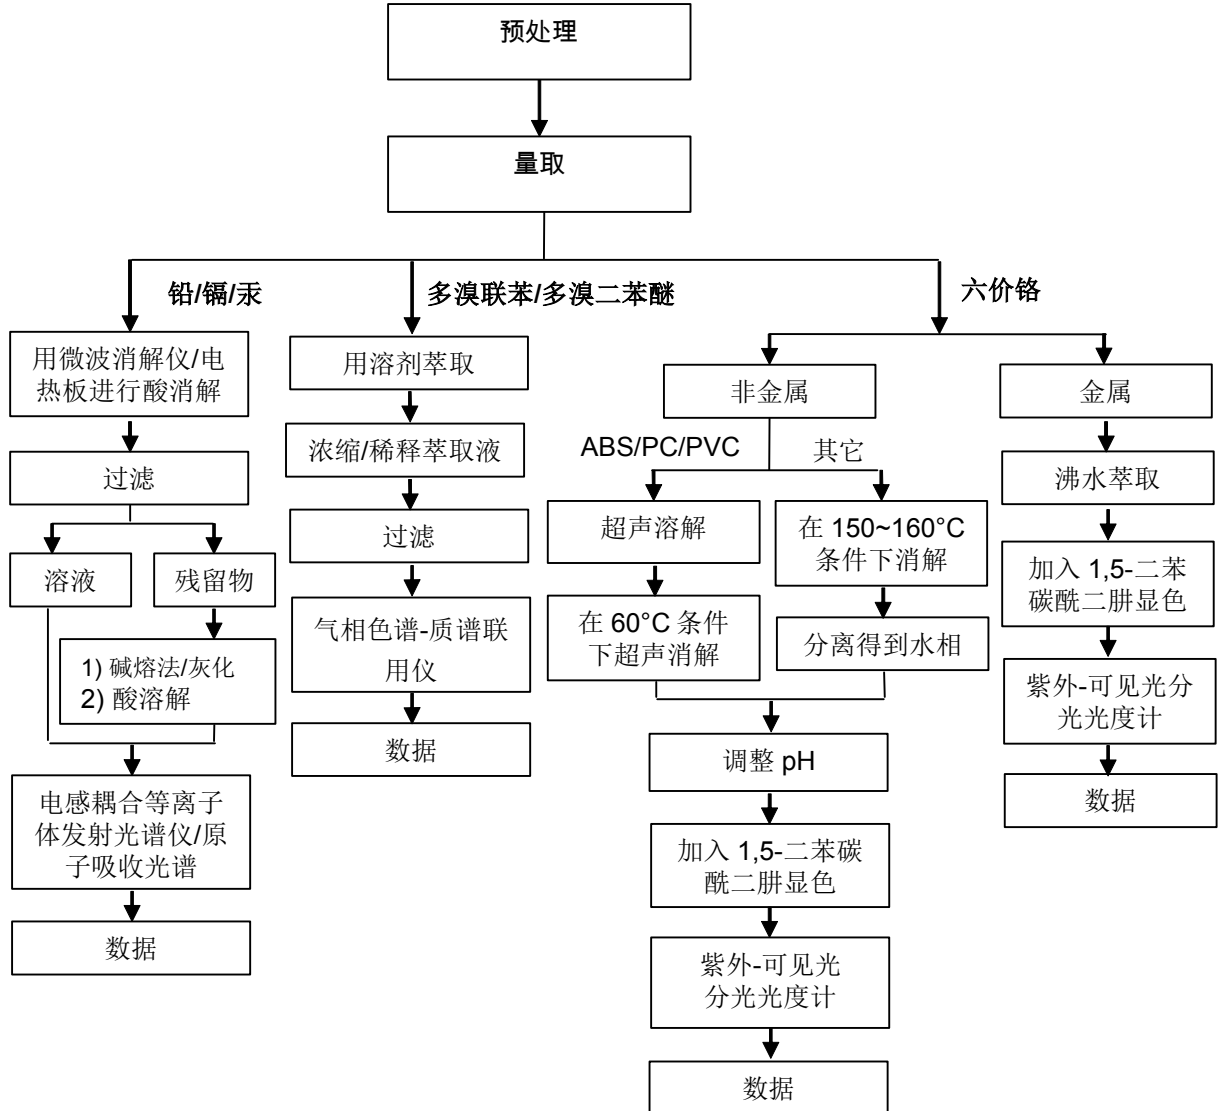 预处理
量取
铅/镉/汞
多溴联苯/多溴二苯醚
六价铬
用微波消解仪/电
热板进行酸消解
过滤
溶液
残留物
1) 碱熔法/灰化
2) 酸溶解
电感耦合等离子
体发射光谱仪/原
子吸收光谱
数据
用溶剂萃取
浓缩/稀释萃取液
过滤
气相色谱-质谱联
用仪
数据
非金属
ABS/PC/PVC
其它
超声溶解
在 60°C 条件
下超声消解
在 150~160°C
条件下消解
分离得到水相
调整 pH
加入 1,5-二苯碳
酰二肼显色
紫外-可见光
分光光度计
数据
金属
沸水萃取
加入 1,5-二苯
碳酰二肼显色
紫外-可见光分
光光度计
数据